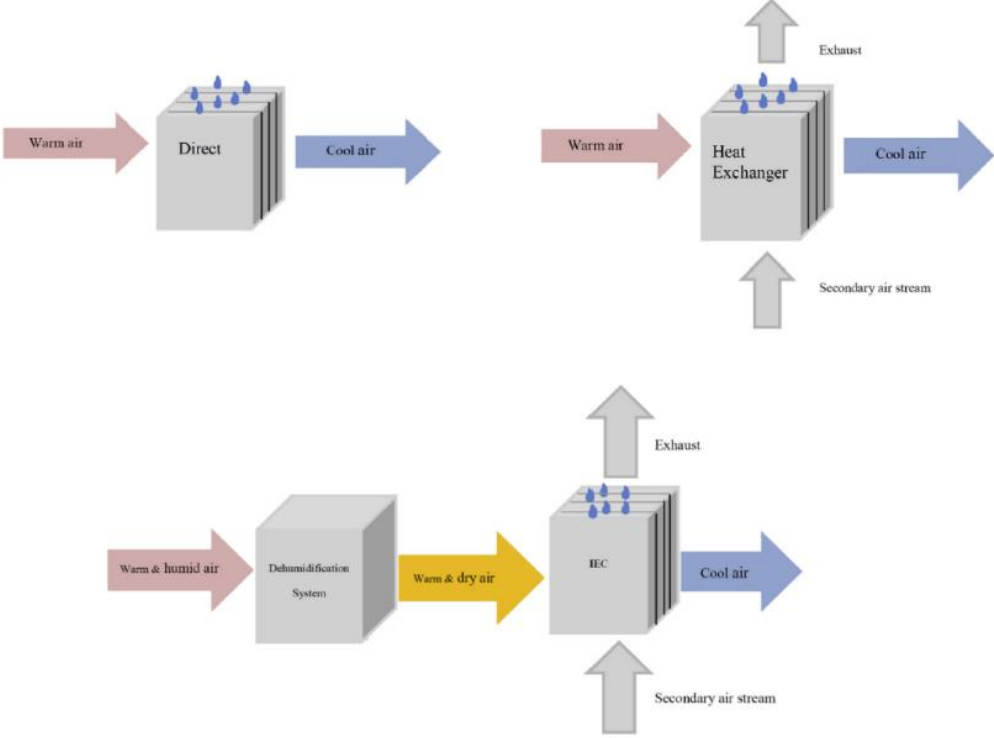 Exhaust
Warm air
Direct
Cool air
Warm air
Heat
Exchanger
Cool air
Secondary air stream
Exhaust
Warm & humid air
Dehumidification
System
Warm & dry air
IEC
Cool air
Secondary air stream